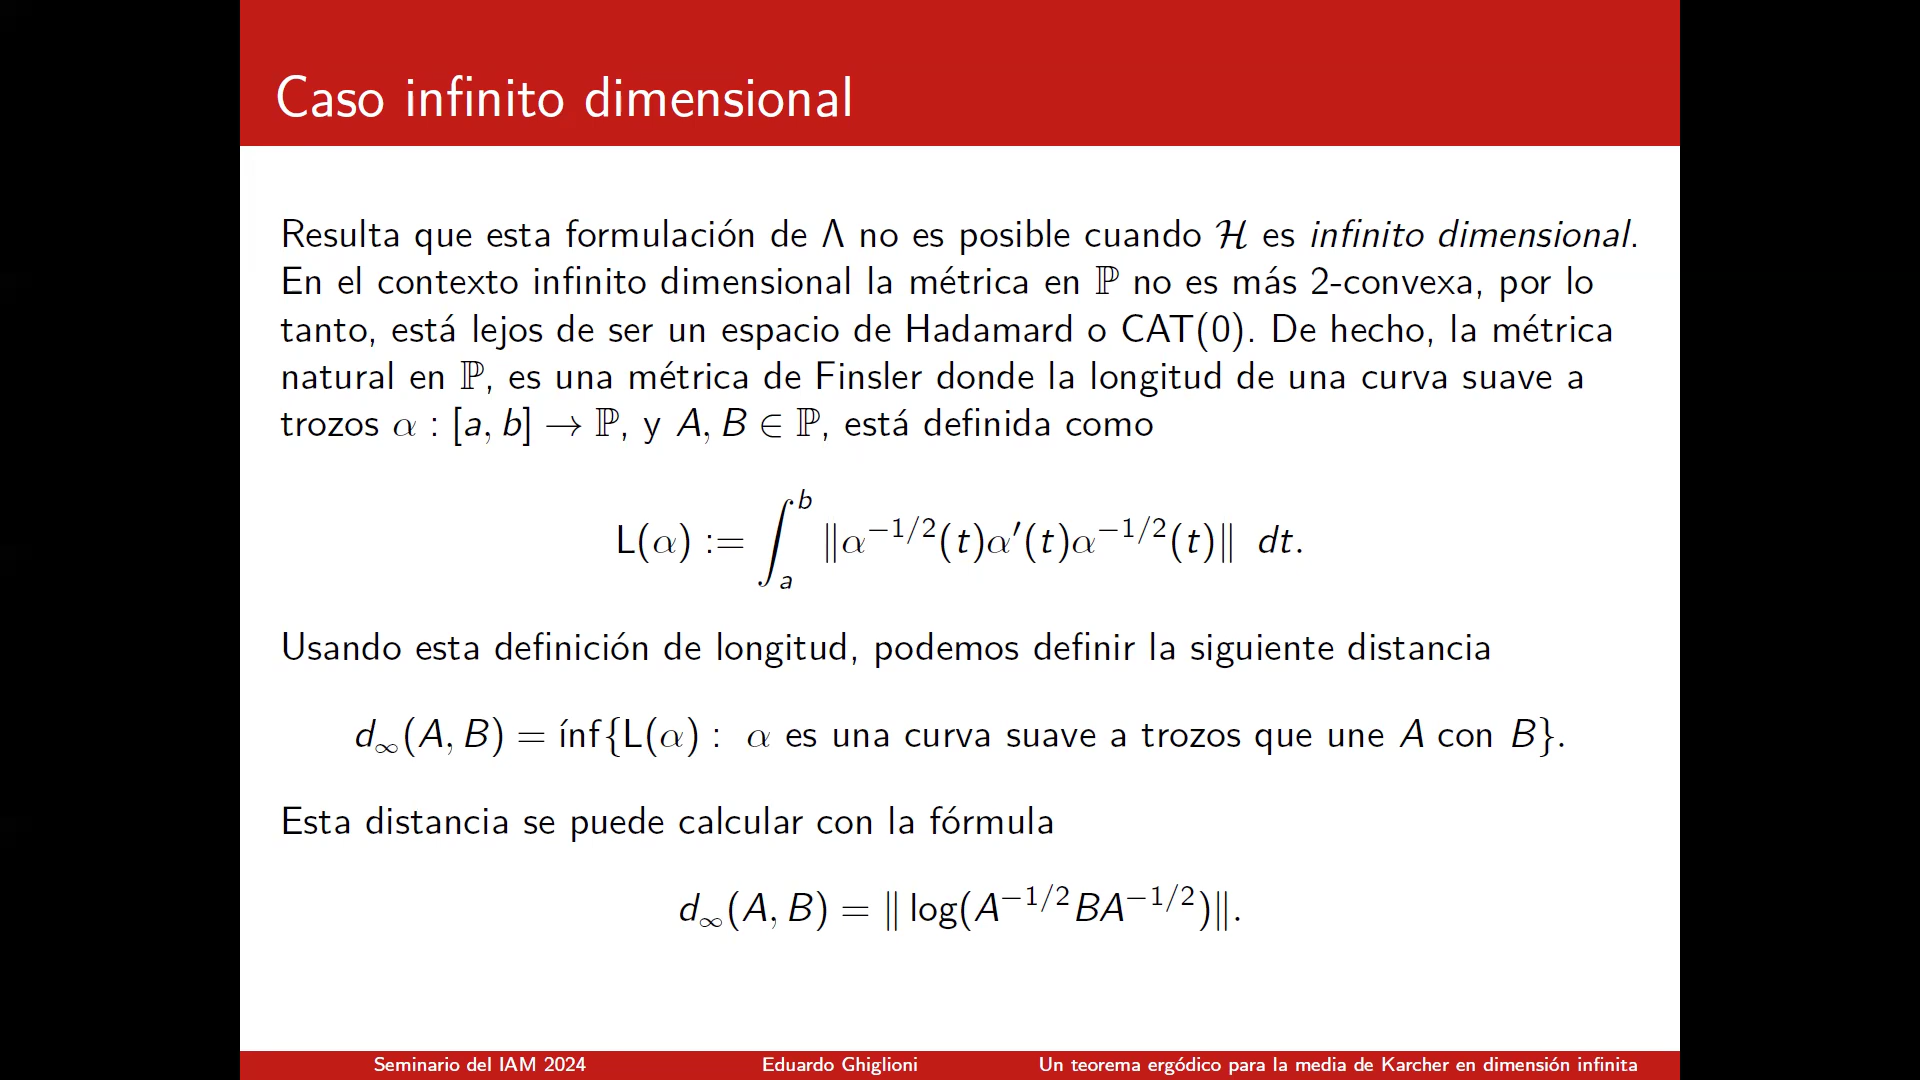 Caso infinito dimensional
Resulta que esta formulación de Λ no es posible cuando ℋ es infinito dimensional.
En el contexto infinito dimensional la métrica en ℙ no es más 2-convexa, por lo
tanto, está lejos de ser un espacio de Hadamard o CAT(0). De hecho, la métrica
natural en ℙ, es una métrica de Finsler donde la longitud de una curva suave a
trozos α : [a, b] → ℙ, y A, B ∈ ℙ, está definida como
L(α) := ∫_a^b ‖α^{−1/2}(t)α′(t)α^{−1/2}(t)‖ dt.
Usando esta definición de longitud, podemos definir la siguiente distancia
d_∞(A, B) = ínf{L(α) : α es una curva suave a trozos que une A con B}.
Esta distancia se puede calcular con la fórmula
d_∞(A, B) = ‖ log(A^{−1/2}BA^{−1/2})‖.
Seminario del IAM 2024 Eduardo Ghiglioni Un teorema ergódico para la media de Karcher en dimensión infinita